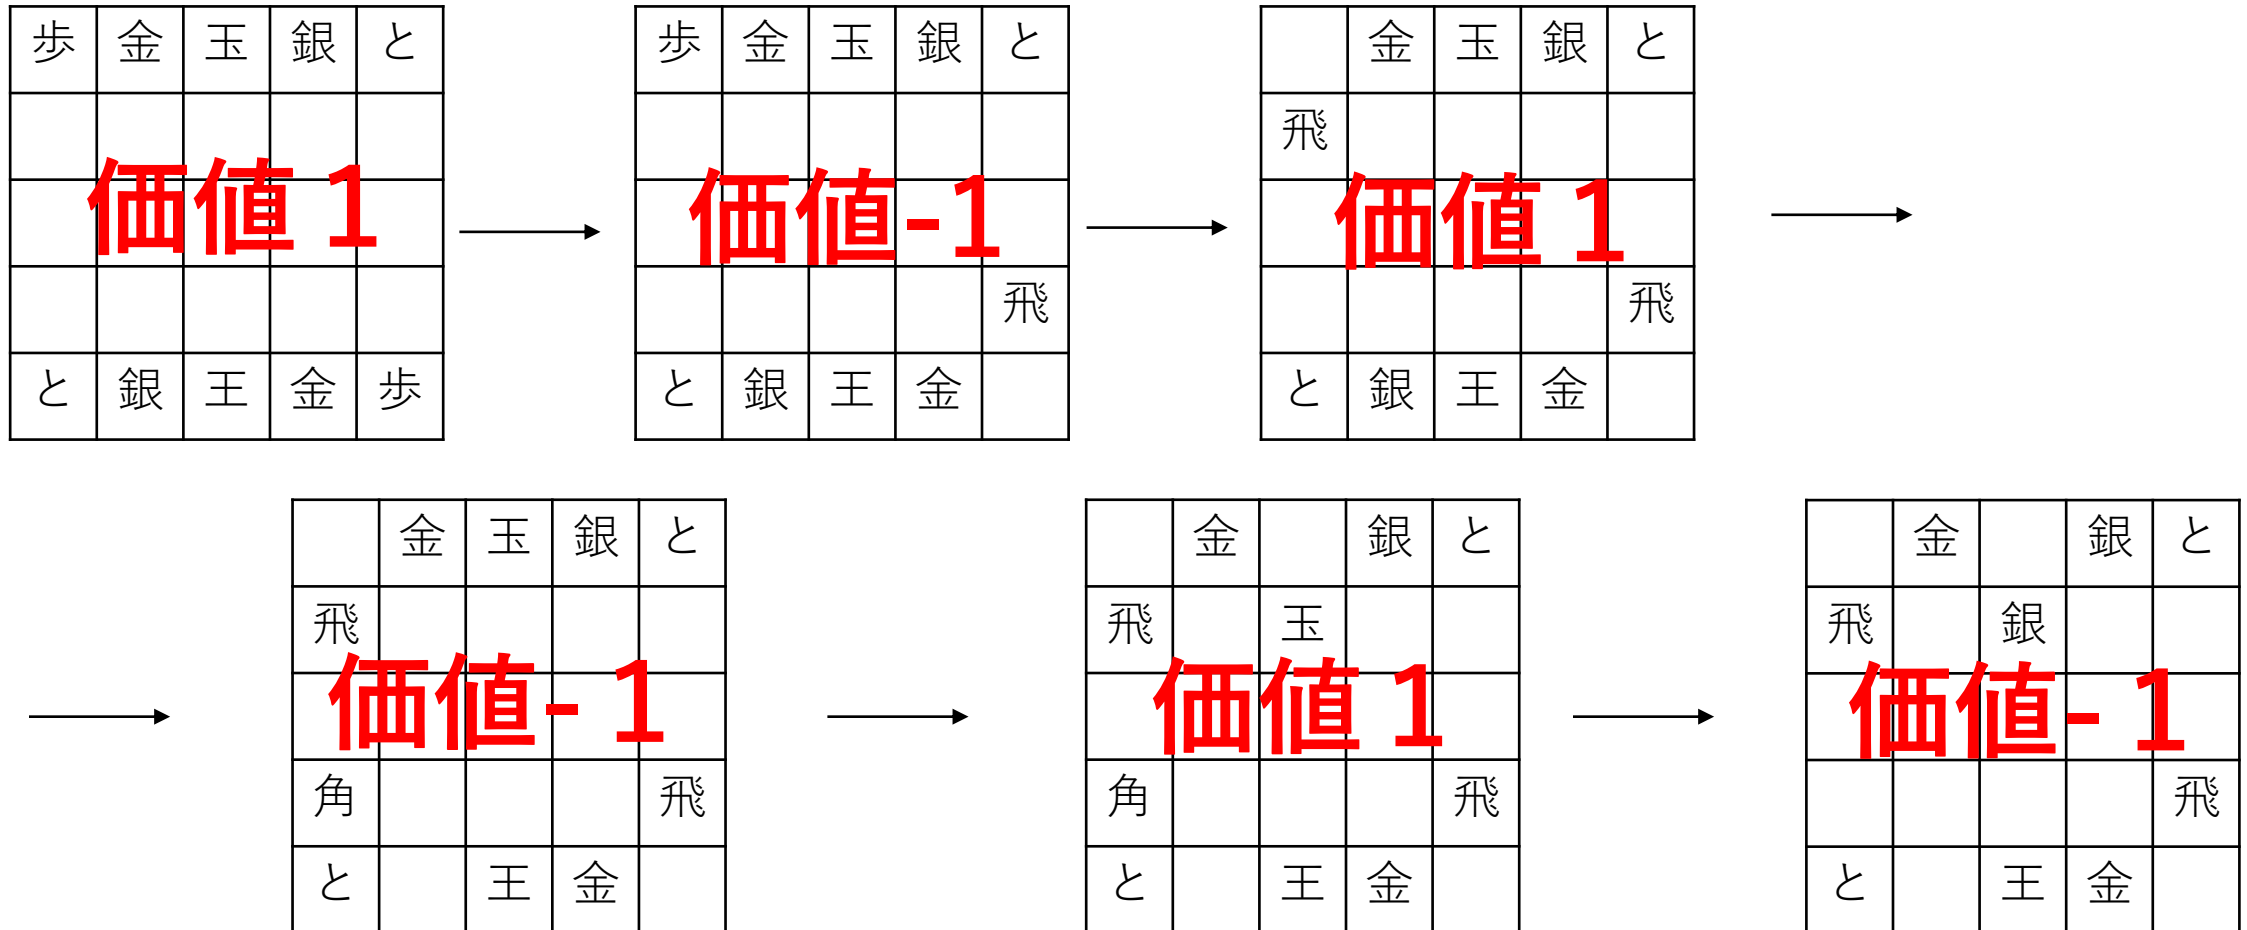 歩 金 玉 銀 と
価値 1
と 銀 王 金 歩
歩 金 玉 銀 と
価値-1
飛
と 銀 王 金
金 玉 銀 と
飛
価値 1
飛
と 銀 王 金
金 玉 銀 と
飛
価値- 1
角 飛
と 王 金
金 銀 と
飛 玉
価値 1
角 飛
と 王 金
金 銀 と
飛 銀
価値- 1
飛
と 王 金